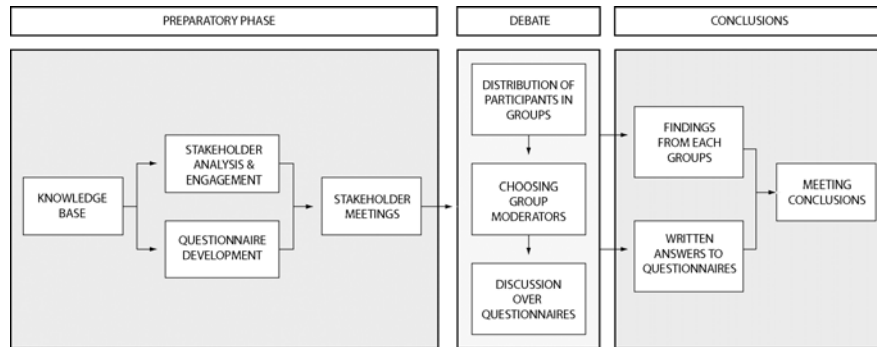 PREPARATORY PHASE
DEBATE
CONCLUSIONS
KNOWLEDGE
BASE
STAKEHOLDER
ANALYSIS &
ENGAGEMENT
QUESTIONNAIRE
DEVELOPMENT
STAKEHOLDER
MEETINGS
DISTRIBUTION OF
PARTICIPANTS IN
GROUPS
CHOOSING
GROUP
MODERATORS
DISCUSSION
OVER
QUESTIONNAIRES
FINDINGS
FROM EACH
GROUPS
WRITTEN
ANSWERS TO
QUESTIONNAIRES
MEETING
CONCLUSIONS